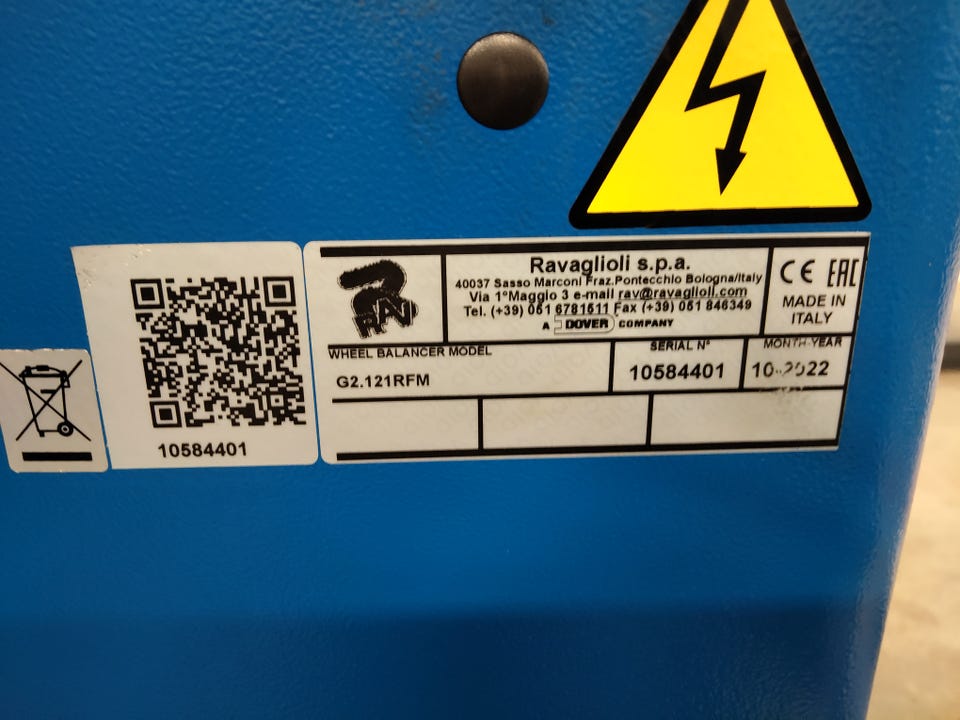 RAV
Ravaglioli s.p.a.
40037 Sasso Marconi Fraz.Pontecchio Bologna/Italy
Via 1°Maggio 3 e-mail rav@ravaglioli.com
Tel. (+39) 051 6781511 Fax (+39) 051 846349
A DOVER COMPANY
CE EAC
MADE IN
ITALY
WHEEL BALANCER MODEL
G2.121RFM
SERIAL N°
10584401
MONTH-YEAR
10-2022
10584401